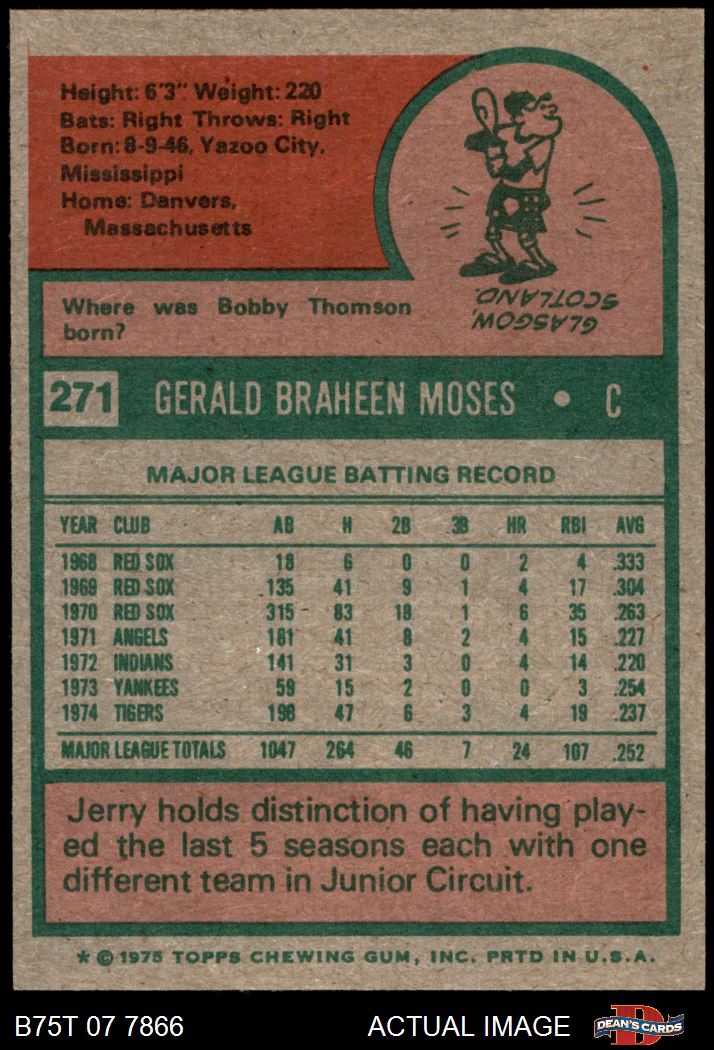 Height: 6'3" Weight: 220
Bats: Right Throws: Right
Born: 8-9-46, Yazoo City,
Mississippi
Home: Danvers,
Massachusetts
Where was Bobby Thomson
born?
GLASGOW,
SCOTLAND.
271 GERALD BRAHEEN MOSES • C
MAJOR LEAGUE BATTING RECORD
YEAR CLUB AB H 2B 3B HR RBI AVG
1968 RED SOX 18 6 0 0 2 4 .333
1969 RED SOX 135 41 9 1 4 17 .304
1970 RED SOX 315 83 18 1 6 35 .263
1971 ANGELS 181 41 8 2 4 15 .227
1972 INDIANS 141 31 3 0 4 14 .220
1973 YANKEES 59 15 2 0 0 3 .254
1974 TIGERS 198 47 6 3 4 19 .237
MAJOR LEAGUE TOTALS 1047 264 46 7 24 107 .252
Jerry holds distinction of having play-
ed the last 5 seasons each with one
different team in Junior Circuit.
* © 1975 TOPPS CHEWING GUM, INC. PRTD IN U.S.A.
B75T 07 7866 ACTUAL IMAGE
D
DEAN'S CARDS